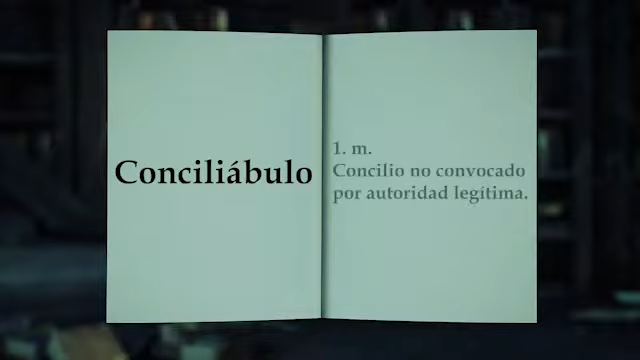 Conciliábulo
1. m.
Concilio no convocado
por autoridad legítima.